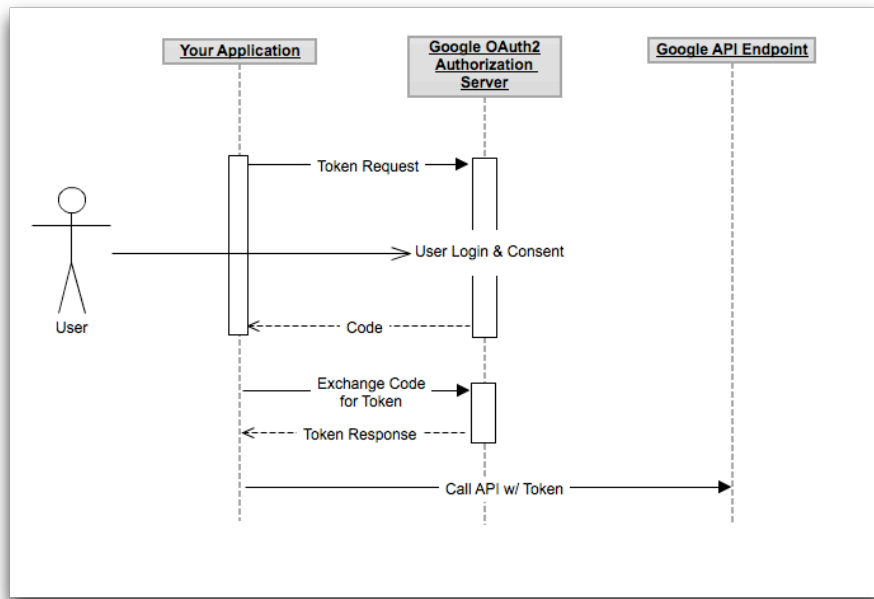 Your Application
Google OAuth2
Authorization
Server
Google API Endpoint
Token Request
User Login & Consent
User
Code
Exchange Code
for Token
Token Response
Call API w/ Token